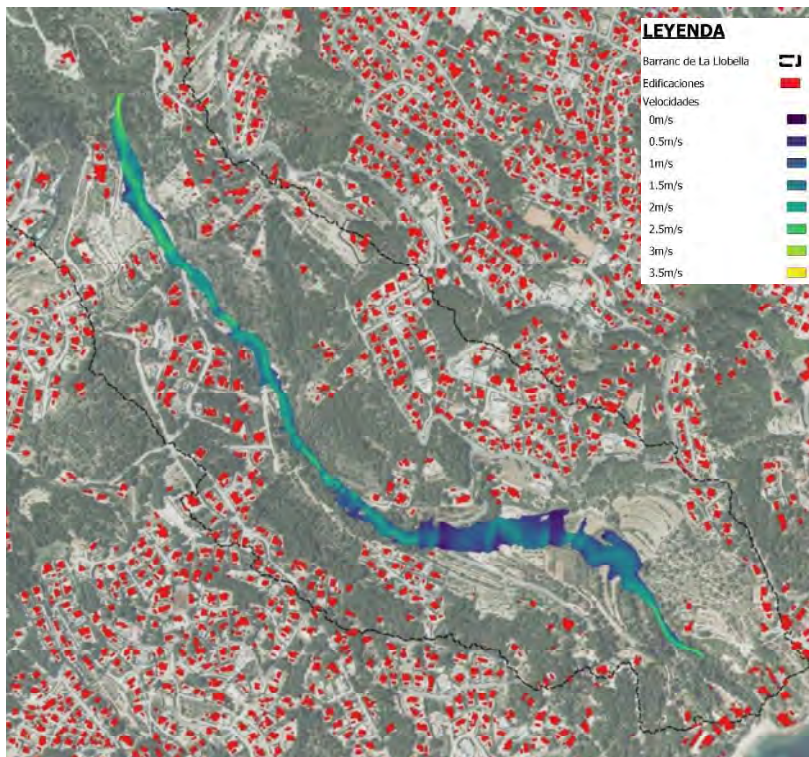 LEYENDA
Barranc de La Llobella
Edificaciones
Velocidades
0m/s
0.5m/s
1m/s
1.5m/s
2m/s
2.5m/s
3m/s
3.5m/s